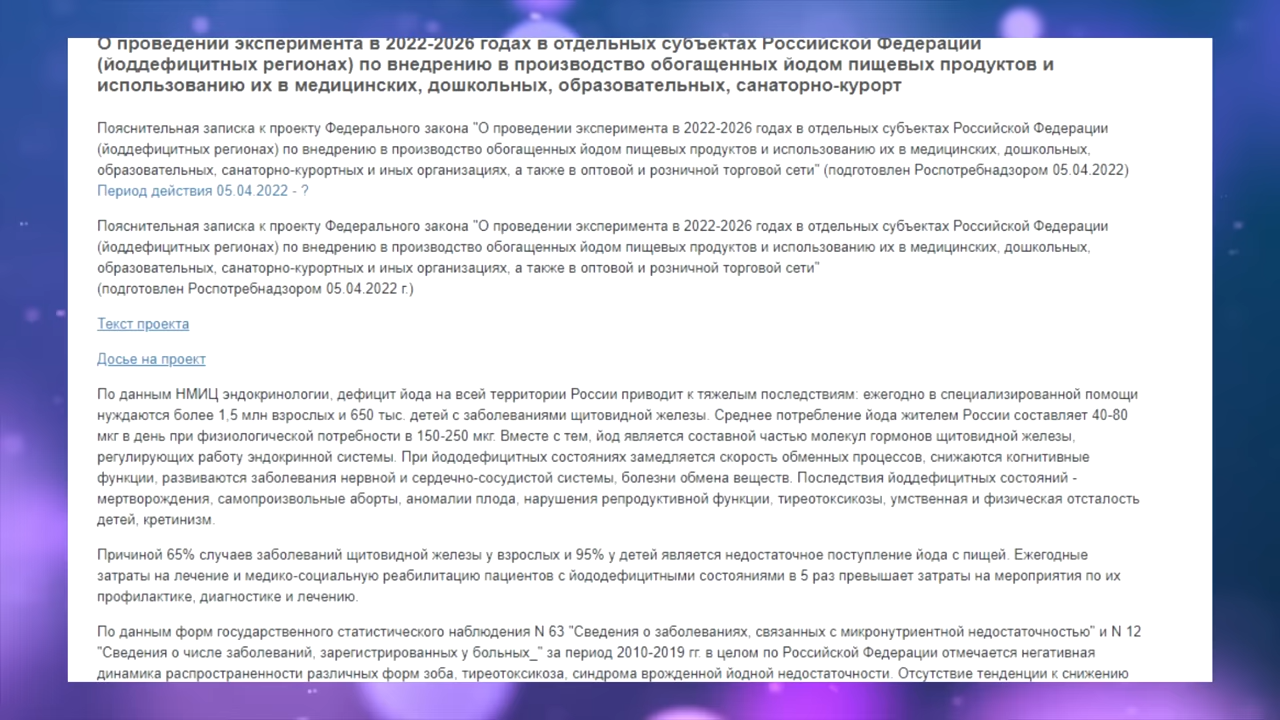 О проведении эксперимента в 2022-2026 годах в отдельных субъектах Российской Федерации
(йоддефицитных регионах) по внедрению в производство обогащенных йодом пищевых продуктов и
использованию их в медицинских, дошкольных, образовательных, санаторно-курорт
Пояснительная записка к проекту Федерального закона "О проведении эксперимента в 2022-2026 годах в отдельных субъектах Российской Федерации
(йоддефицитных регионах) по внедрению в производство обогащенных йодом пищевых продуктов и использованию их в медицинских, дошкольных,
образовательных, санаторно-курортных и иных организациях, а также в оптовой и розничной торговой сети" (подготовлен Роспотребнадзором 05.04.2022)
Период действия 05.04.2022 - ?
Пояснительная записка к проекту Федерального закона "О проведении эксперимента в 2022-2026 годах в отдельных субъектах Российской Федерации
(йоддефицитных регионах) по внедрению в производство обогащенных йодом пищевых продуктов и использованию их в медицинских, дошкольных,
образовательных, санаторно-курортных и иных организациях, а также в оптовой и розничной торговой сети"
(подготовлен Роспотребнадзором 05.04.2022 г.)
Текст проекта
Досье на проект
По данным НМИЦ эндокринологии, дефицит йода на всей территории России приводит к тяжелым последствиям: ежегодно в специализированной помощи
нуждаются более 1,5 млн взрослых и 650 тыс. детей с заболеваниями щитовидной железы. Среднее потребление йода жителем России составляет 40-80
мкг в день при физиологической потребности в 150-250 мкг. Вместе с тем, йод является составной частью молекул гормонов щитовидной железы,
регулирующих работу эндокринной системы. При йододефицитных состояниях замедляется скорость обменных процессов, снижаются когнитивные
функции, развиваются заболевания нервной и сердечно-сосудистой системы, болезни обмена веществ. Последствия йоддефицитных состояний -
мертворождения, самопроизвольные аборты, аномалии плода, нарушения репродуктивной функции, тиреотоксикозы, умственная и физическая отсталость
детей, кретинизм.
Причиной 65% случаев заболеваний щитовидной железы у взрослых и 95% у детей является недостаточное поступление йода с пищей. Ежегодные
затраты на лечение и медико-социальную реабилитацию пациентов с йододефицитными состояниями в 5 раз превышает затраты на мероприятия по их
профилактике, диагностике и лечению.
По данным форм государственного статистического наблюдения N 63 "Сведения о заболеваниях, связанных с микронутриентной недостаточностью" и N 12
"Сведения о числе заболеваний, зарегистрированных у больных_" за период 2010-2019 гг. в целом по Российской Федерации отмечается негативная
динамика распространенности различных форм зоба, тиреотоксикоза, синдрома врожденной йодной недостаточности. Отсутствие тенденции к снижению